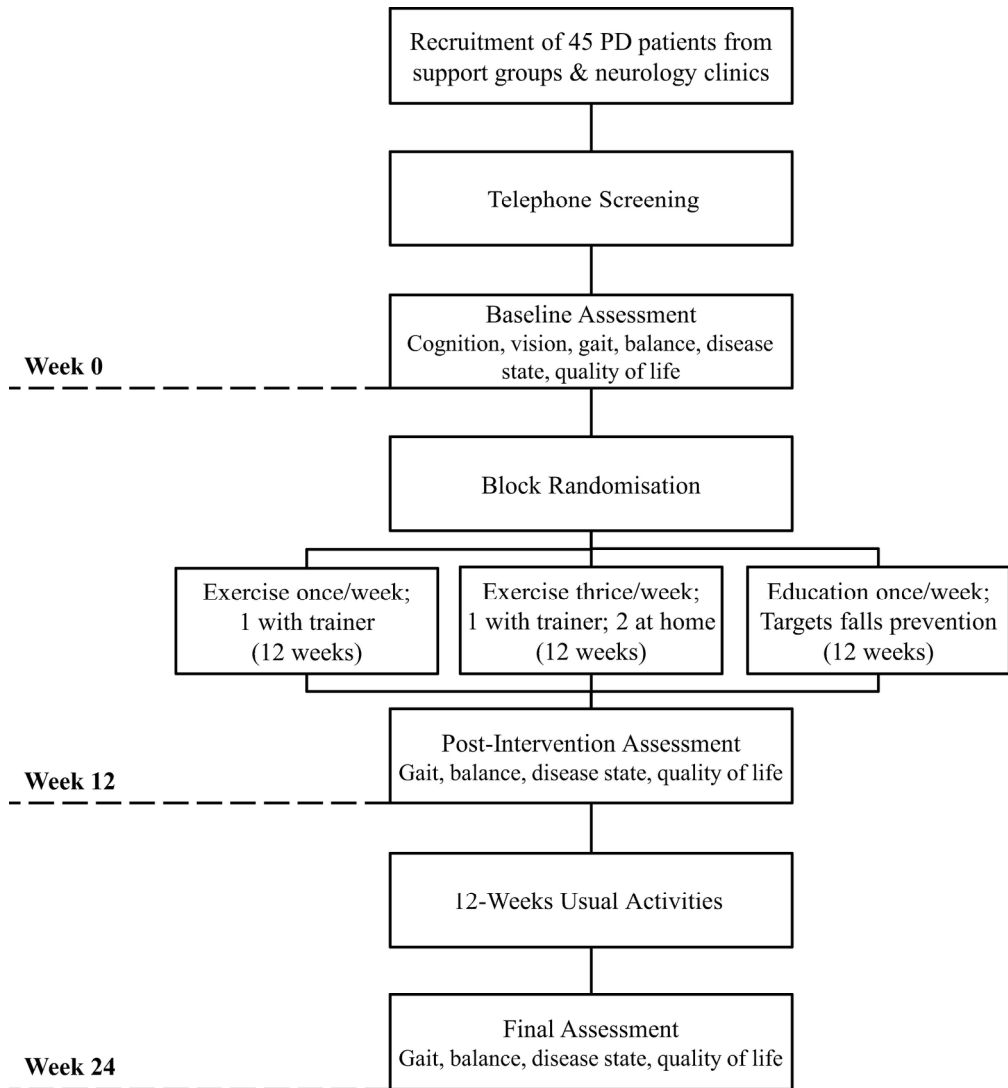 Recruitment of 45 PD patients from
support groups & neurology clinics
Telephone Screening
Baseline Assessment
Cognition, vision, gait, balance, disease
state, quality of life
Week 0
Block Randomisation
Exercise once/week;
1 with trainer
(12 weeks)
Exercise thrice/week;
1 with trainer; 2 at home
(12 weeks)
Education once/week;
Targets falls prevention
(12 weeks)
Post-Intervention Assessment
Gait, balance, disease state, quality of life
Week 12
12-Weeks Usual Activities
Final Assessment
Gait, balance, disease state, quality of life
Week 24